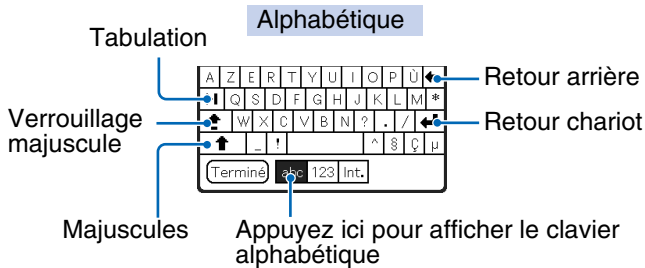 Alphabétique
Tabulation
A Z E R T Y U I O P Ù
Retour arrière
Q S D F G H J K L M *
Verrouillage
majuscule
W X C V B N ? . /
Retour chariot
_ ! ^ § Ç µ
Terminé abc 123 Int.
Majuscules
Appuyez ici pour afficher le clavier
alphabétique